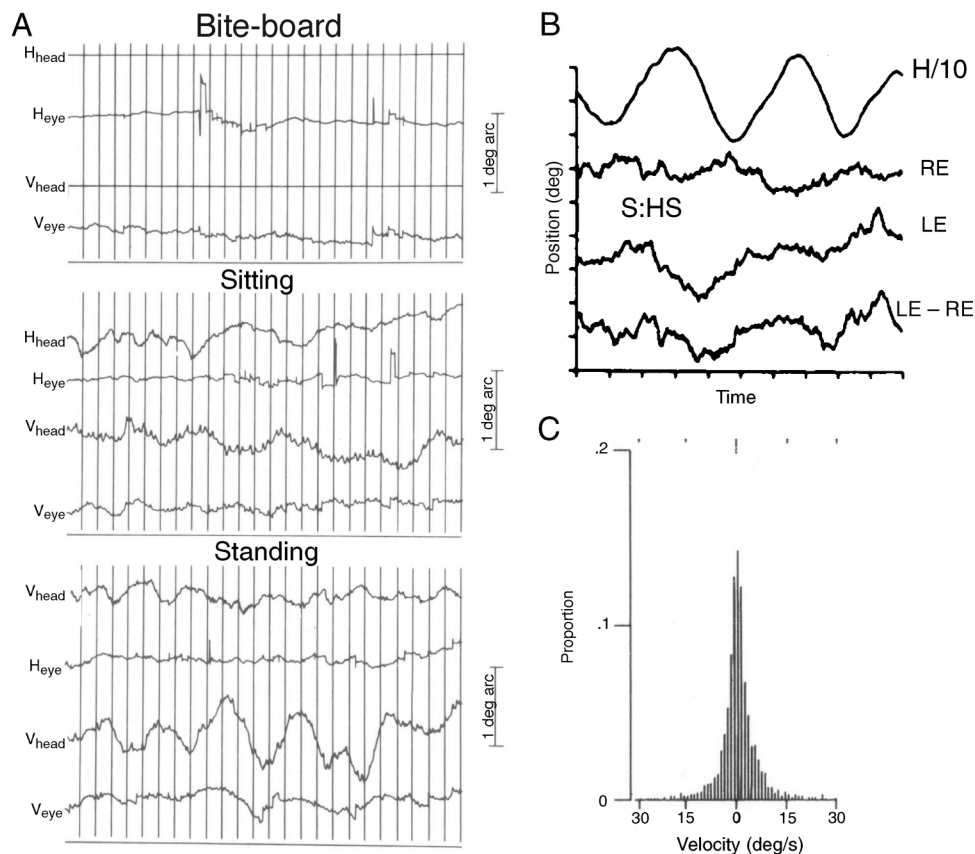 A
Bite-board
H head
H eye
V head
V eye
1 deg arc
Sitting
H head
H eye
V head
V eye
1 deg arc
Standing
V head
H eye
V head
V eye
1 deg arc
B
H/10
RE
S:HS
LE
LE – RE
Position (deg)
Time
C
.2
.1
0
Proportion
30 15 0 15 30
Velocity (deg/s)